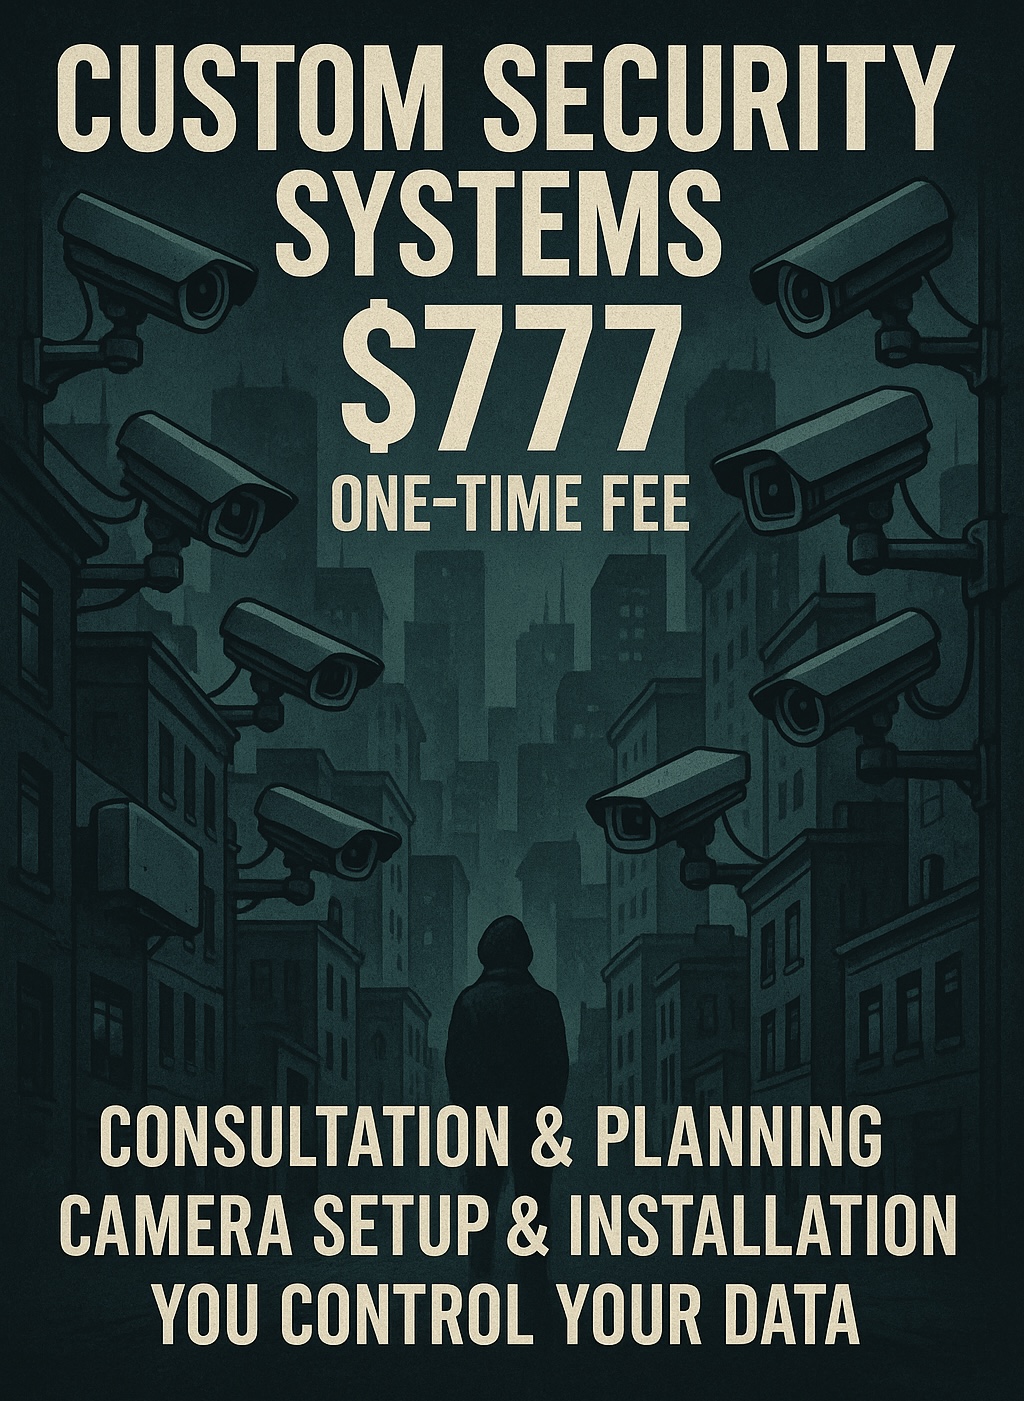 CUSTOM SECURITY
SYSTEMS
$777
ONE-TIME FEE
CONSULTATION & PLANNING
CAMERA SETUP & INSTALLATION
YOU CONTROL YOUR DATA